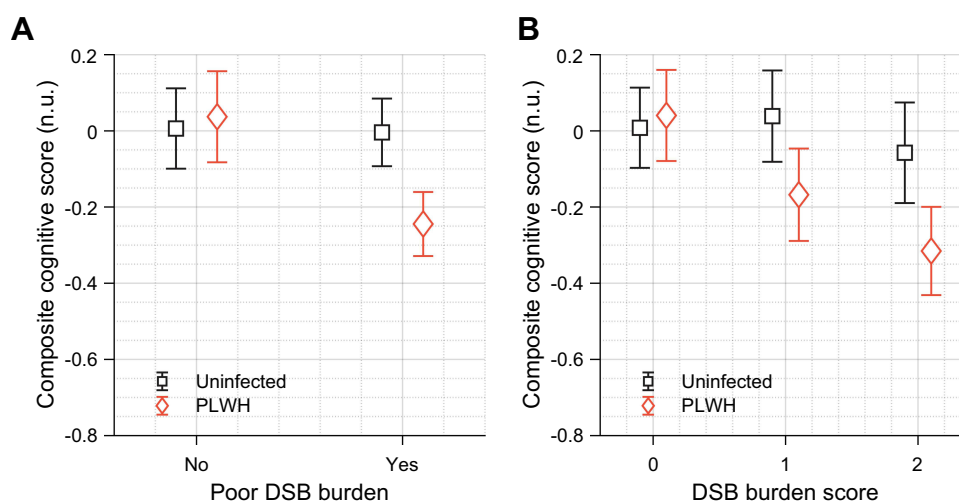 A
Composite cognitive score (n.u.)
0.2
0
-0.2
-0.4
-0.6
-0.8
Uninfected
PLWH
No
Yes
Poor DSB burden
B
Composite cognitive score (n.u.)
0.2
0
-0.2
-0.4
-0.6
-0.8
Uninfected
PLWH
0
1
2
DSB burden score